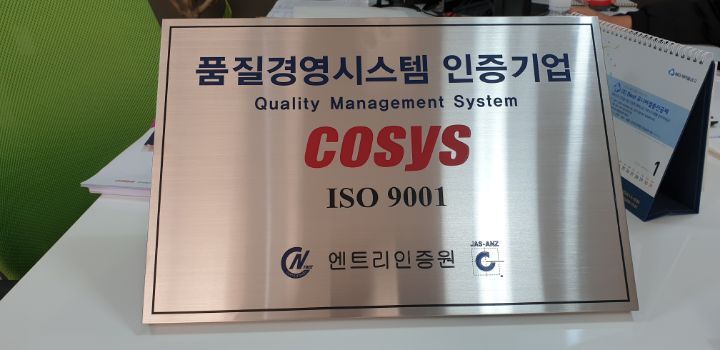 품질경영시스템 인증기업
Quality Management System
cosys
ISO 9001
엔트리인증원
JAS-ANZ
1